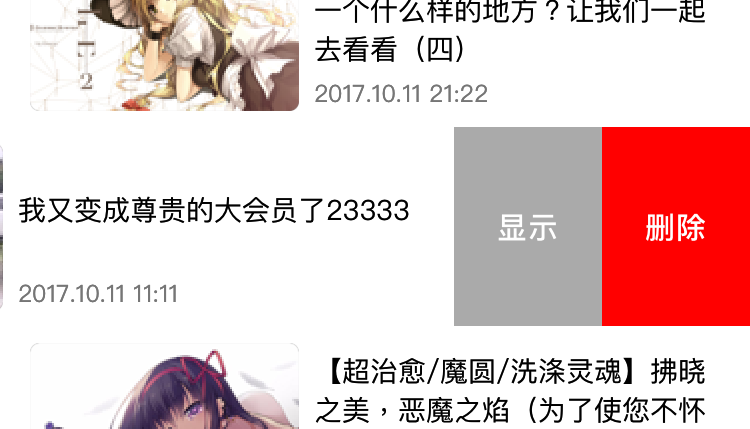 一个什么样的地方？让我们一起
去看看（四）
2
2017.10.11 21:22
我又变成尊贵的大会员了23333
显示
删除
2017.10.11 11:11
【超治愈/魔圆/洗涤灵魂】拂晓
之美，恶魔之焰（为了使您不怀